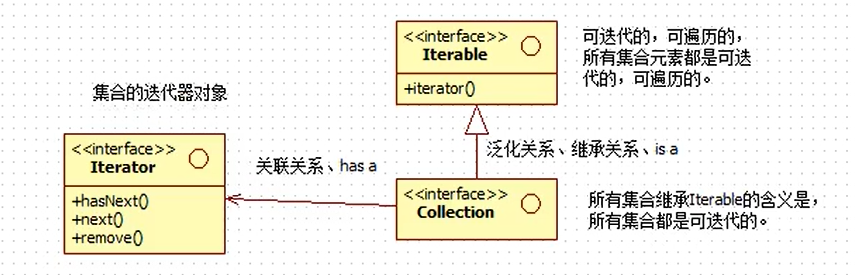 <<interface>>
Iterable
+iterator()
可迭代的，可遍历的，
所有集合元素都是可迭
代的，可遍历的。
集合的迭代器对象
<<interface>>
Iterator
+hasNext()
+next()
+remove()
关联关系、has a
泛化关系、继承关系、is a
<<interface>>
Collection
所有集合继承Iterable的含义是，
所有集合都是可迭代的。